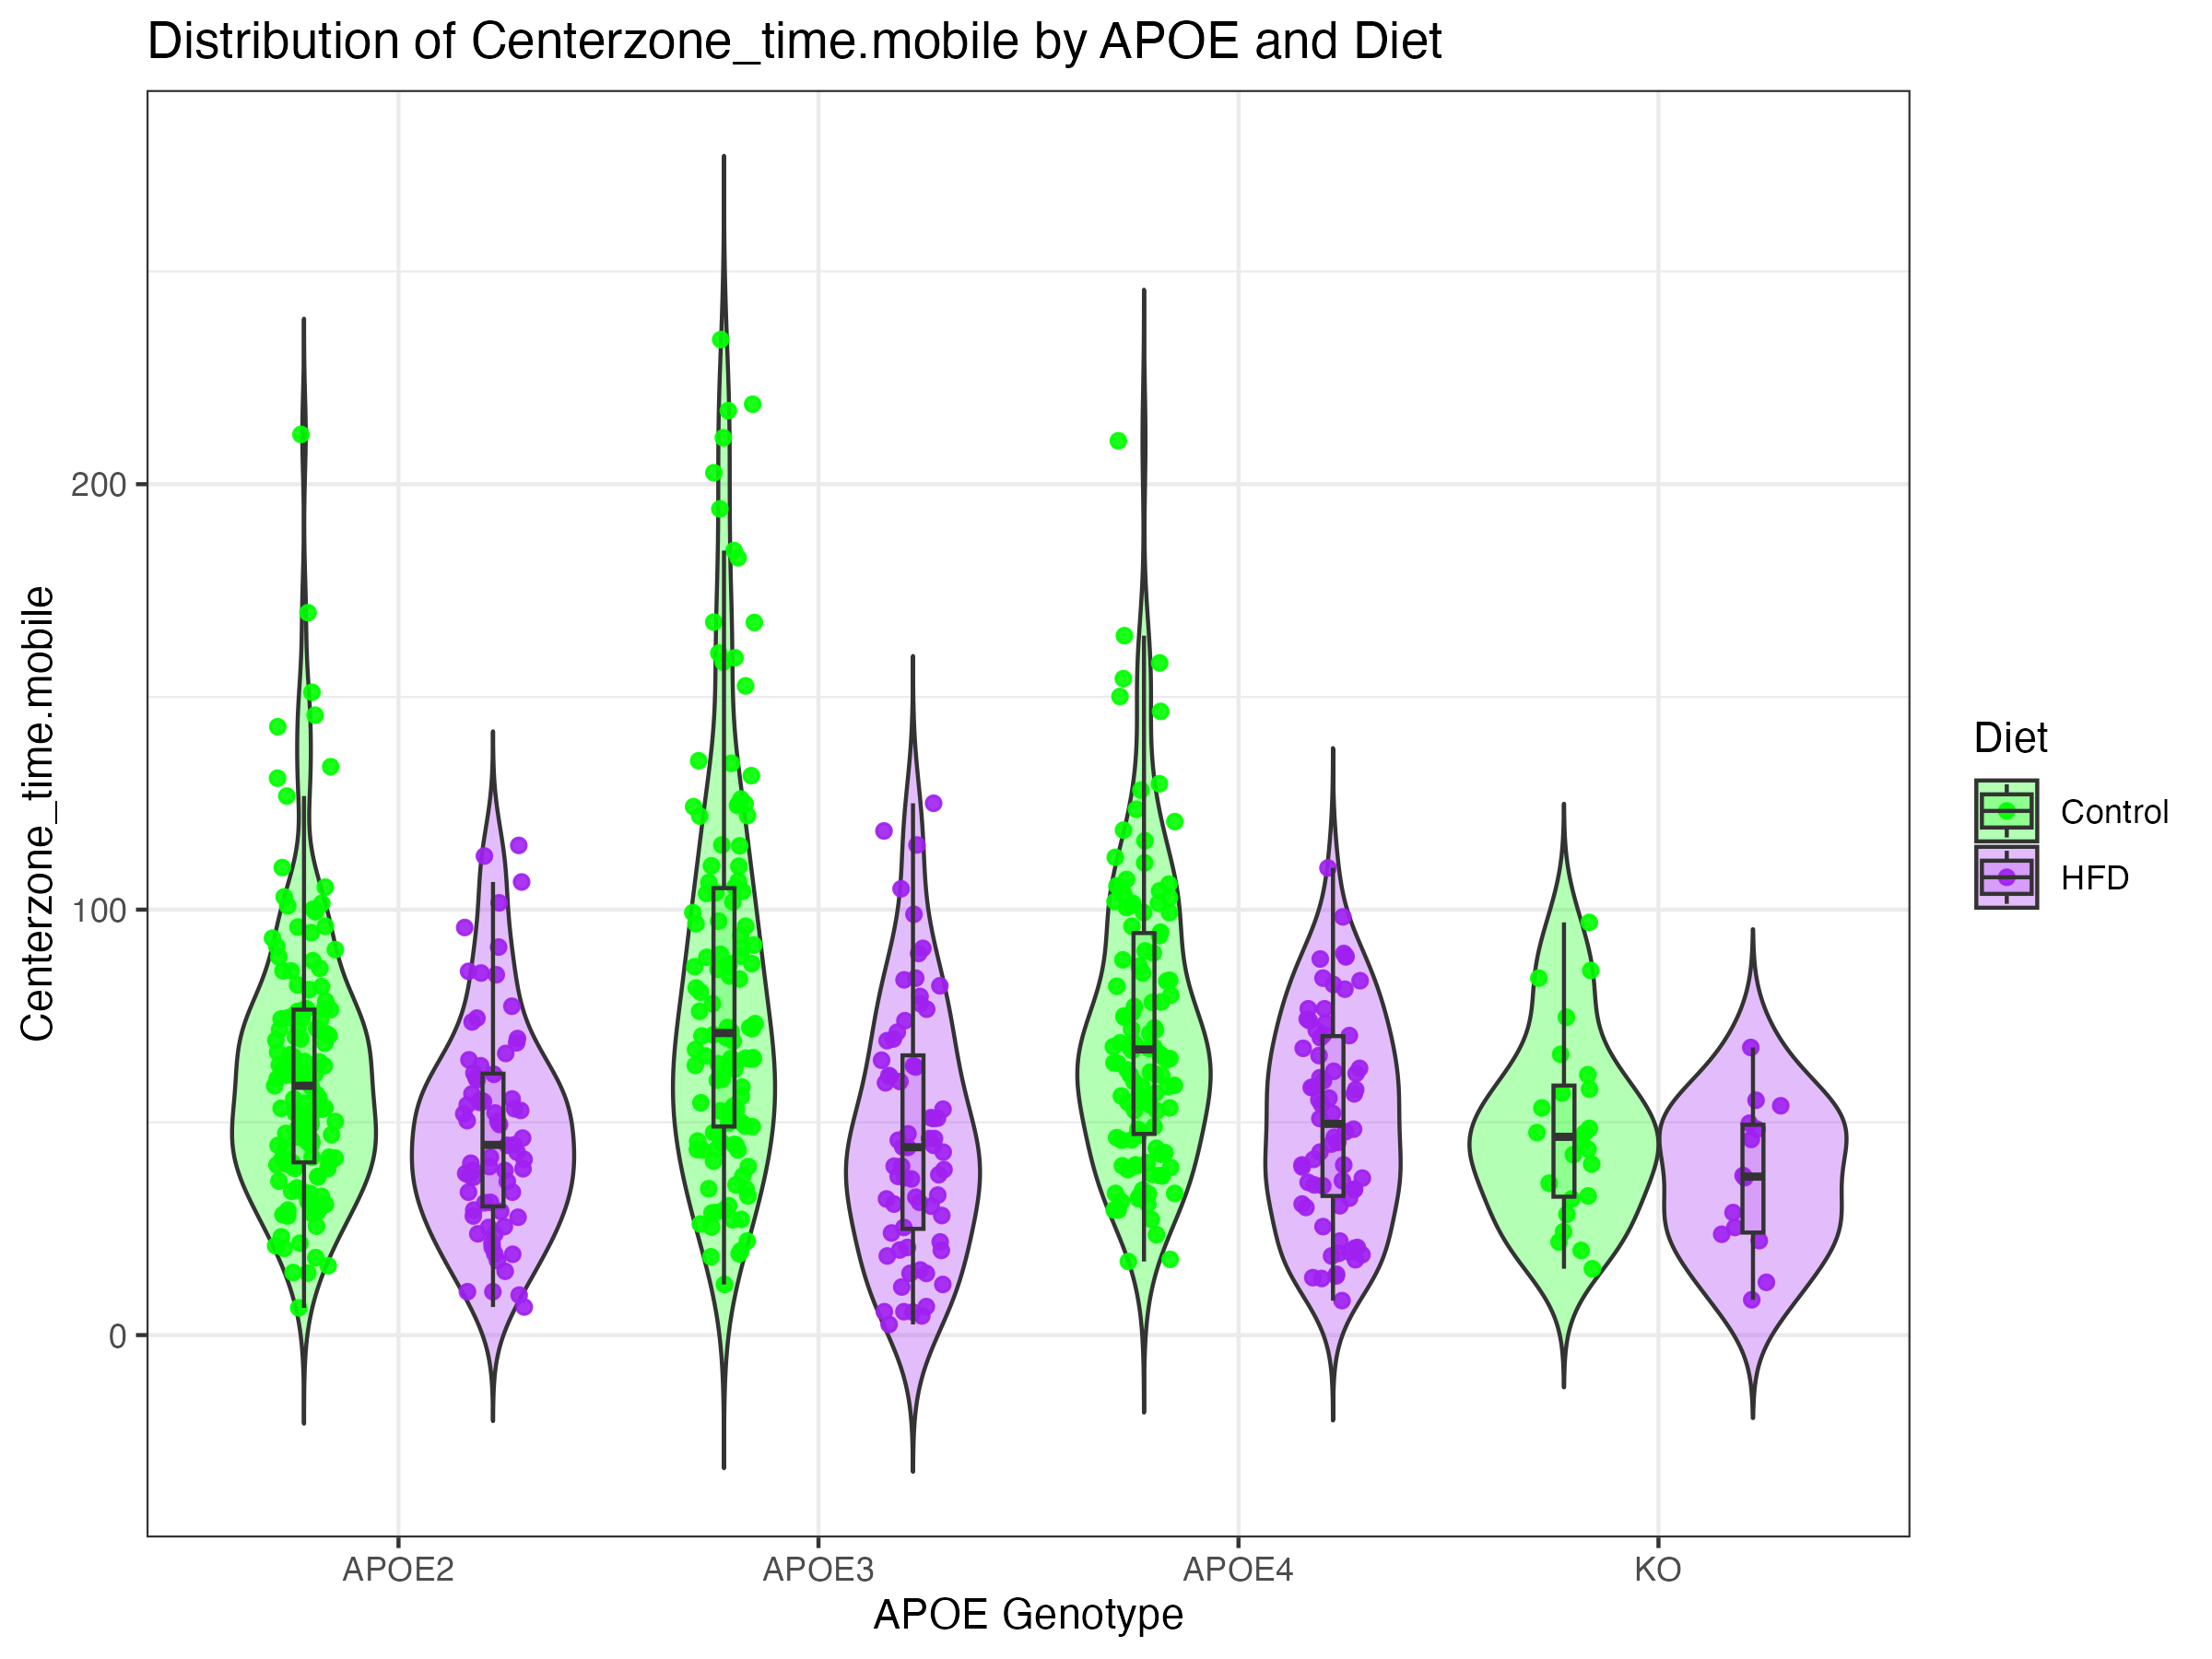 Distribution of Centerzone_time.mobile by APOE and Diet
Centerzone_time.mobile
200
100
0
APOE2
APOE3
APOE4
KO
APOE Genotype
Diet
Control
HFD